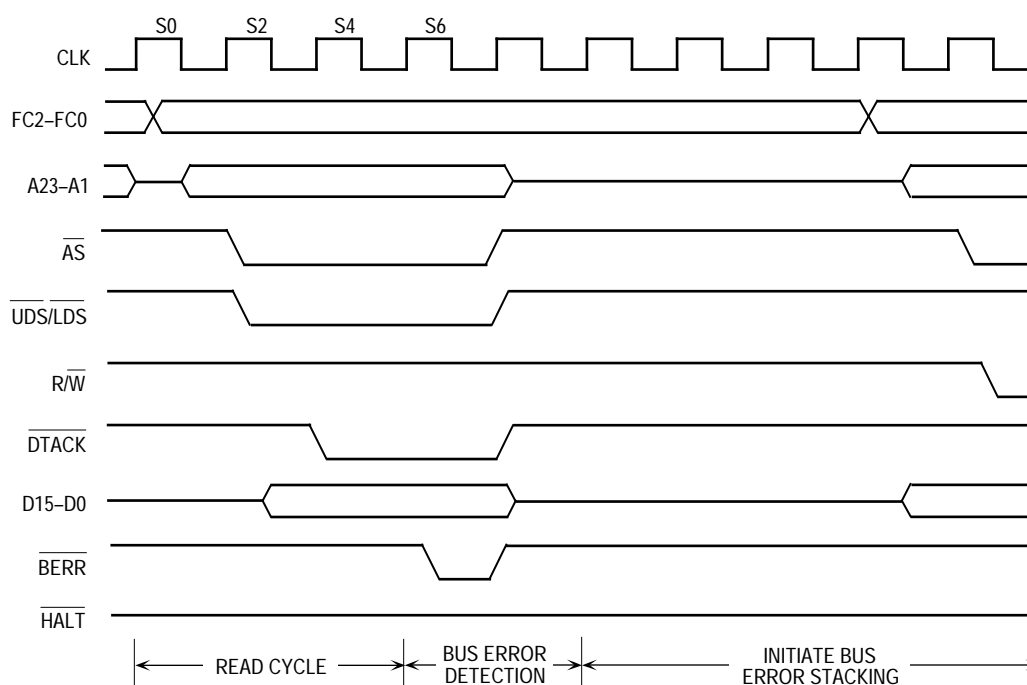 S0 S2 S4 S6
CLK
FC2–FC0
A23–A1
AS
UDS/LDS
R/W
DTACK
D15–D0
BERR
HALT
READ CYCLE
BUS ERROR
DETECTION
INITIATE BUS
ERROR STACKING